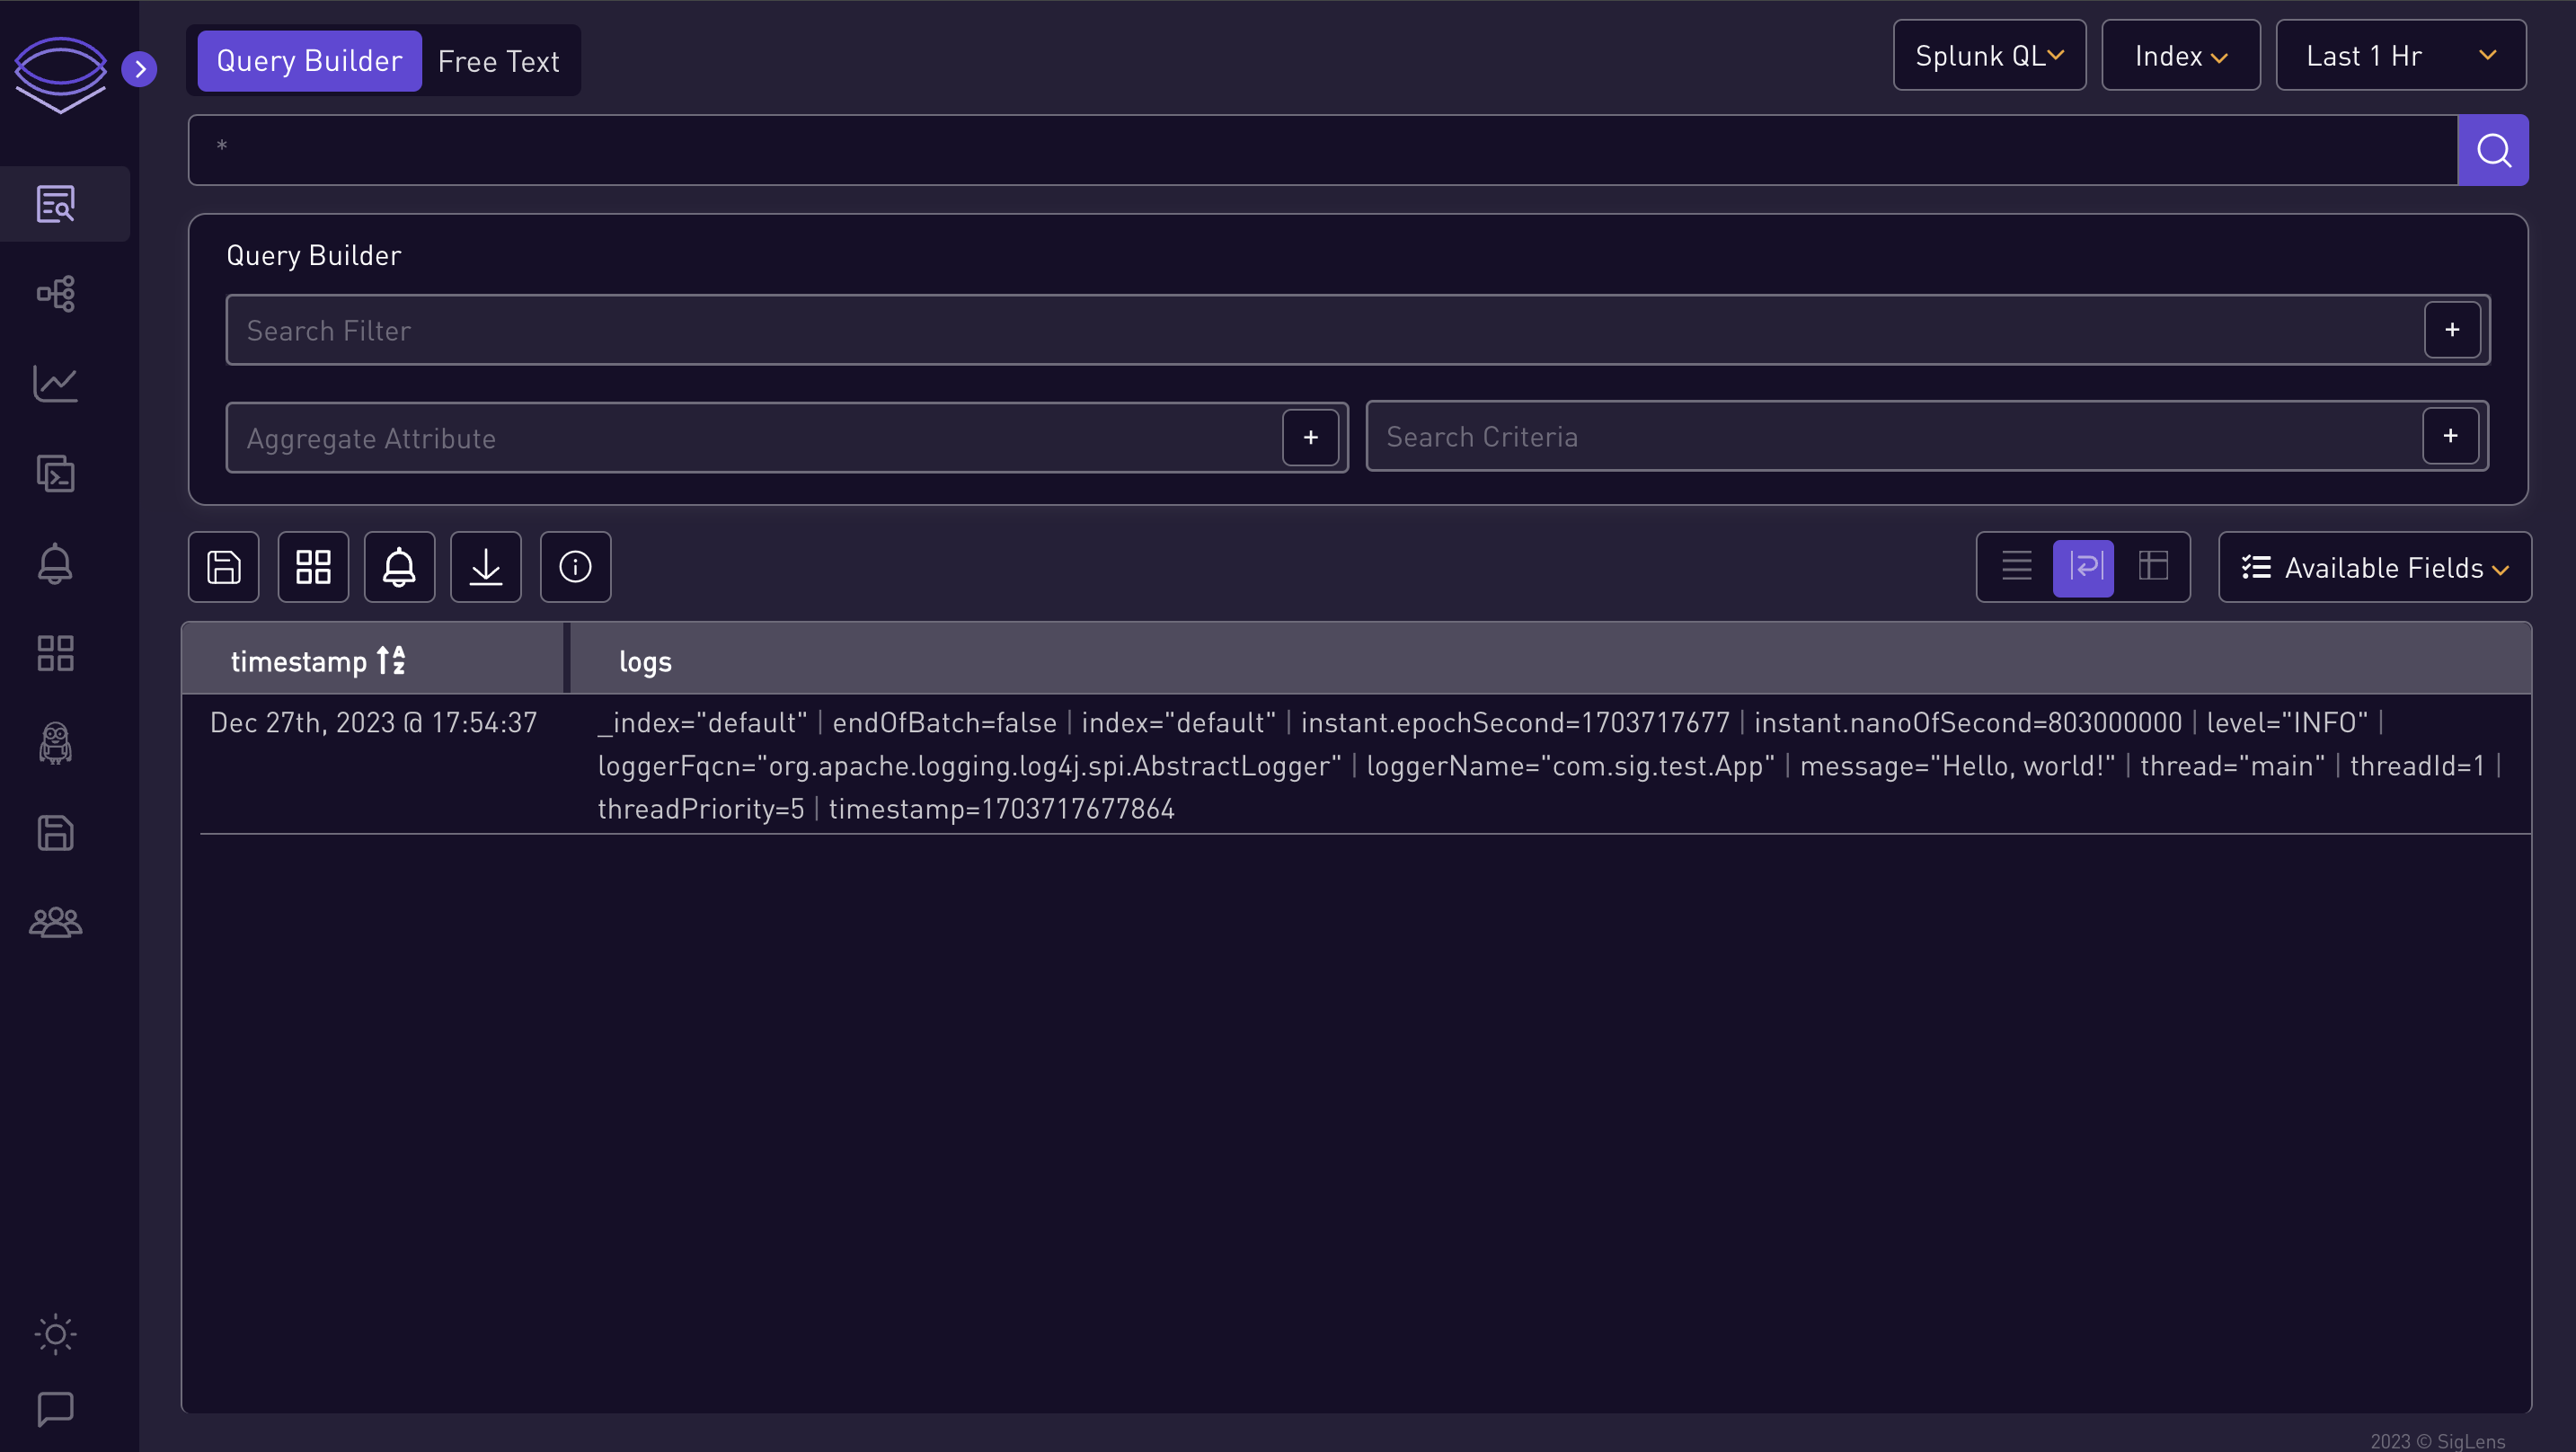 Query Builder Free Text Splunk QL Index Last 1 Hr
*
Query Builder
Search Filter +
Aggregate Attribute + Search Criteria +
Available Fields
timestamp logs
Dec 27th, 2023 @ 17:54:37 _index="default" | endOfBatch=false | index="default" | instant.epochSecond=1703717677 | instant.nanoOfSecond=803000000 | level="INFO" |
loggerFqcn="org.apache.logging.log4j.spi.AbstractLogger" | loggerName="com.sig.test.App" | message="Hello, world!" | thread="main" | threadId=1 |
threadPriority=5 | timestamp=1703717677864
2023 © SigLens